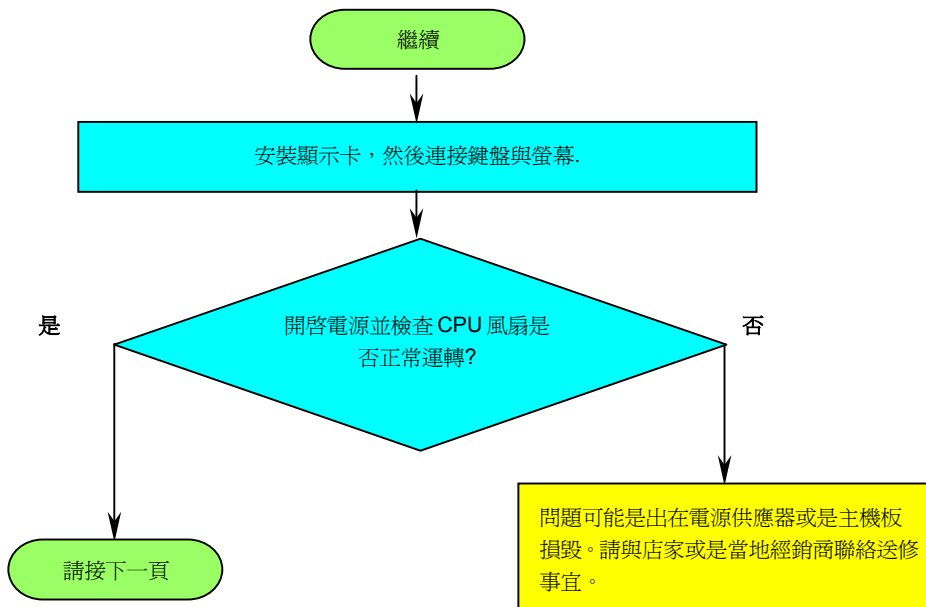 繼續
安裝顯示卡，然後連接鍵盤與螢幕.
是
開啓電源並檢查 CPU 風扇是
否正常運轉?
否
問題可能是出在電源供應器或是主機板
損毀。請與店家或是當地經銷商聯絡送修
事宜。
請接下一頁